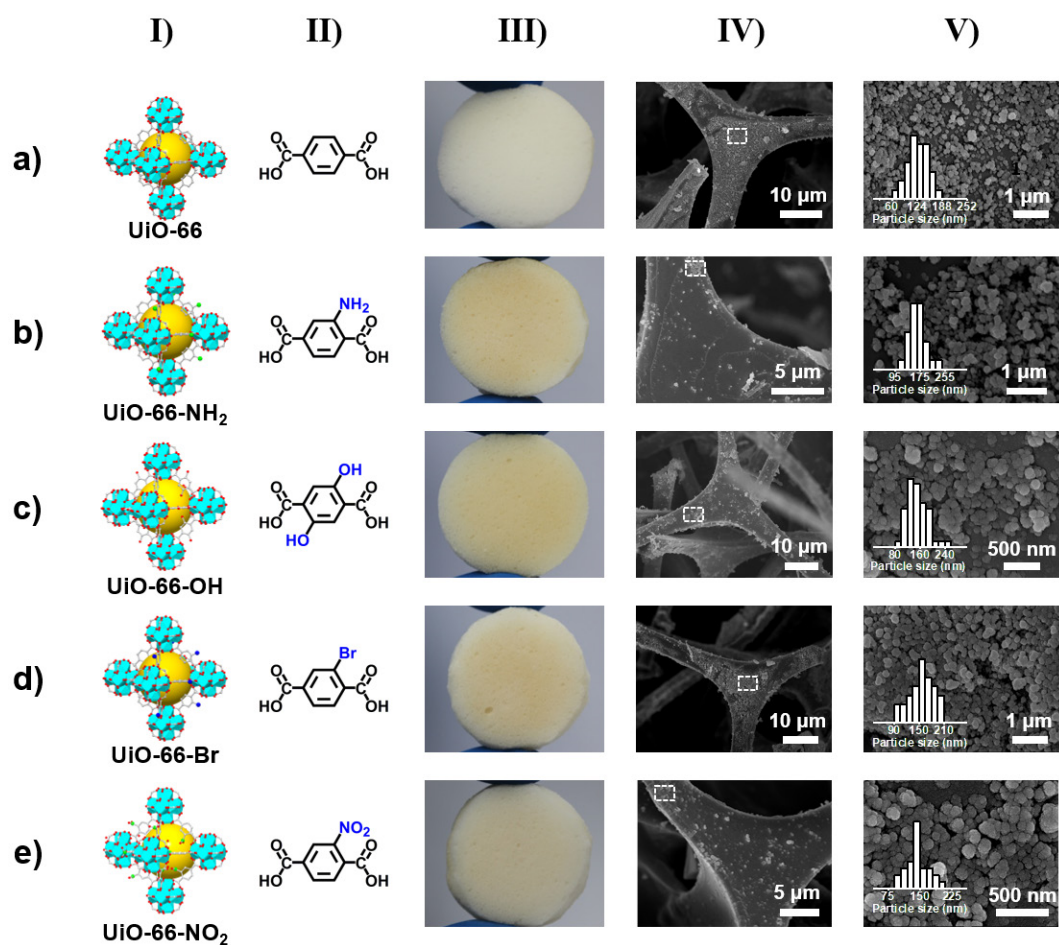 I) II) III) IV) V)
a)
O
OH
O
HO
10 µm
1 µm
60 124 188 252
Particle size (nm)
UiO-66
b)
NH₂
O
OH
O
HO
5 µm
1 µm
95 175 255
Particle size (nm)
UiO-66-NH₂
c)
OH
O
OH
O
HO
HO
10 µm
500 nm
80 160 240
Particle size (nm)
UiO-66-OH
d)
Br
O
OH
O
HO
10 µm
1 µm
90 150 210
Particle size (nm)
UiO-66-Br
e)
NO₂
O
OH
O
HO
5 µm
500 nm
75 150 225
Particle size (nm)
UiO-66-NO₂